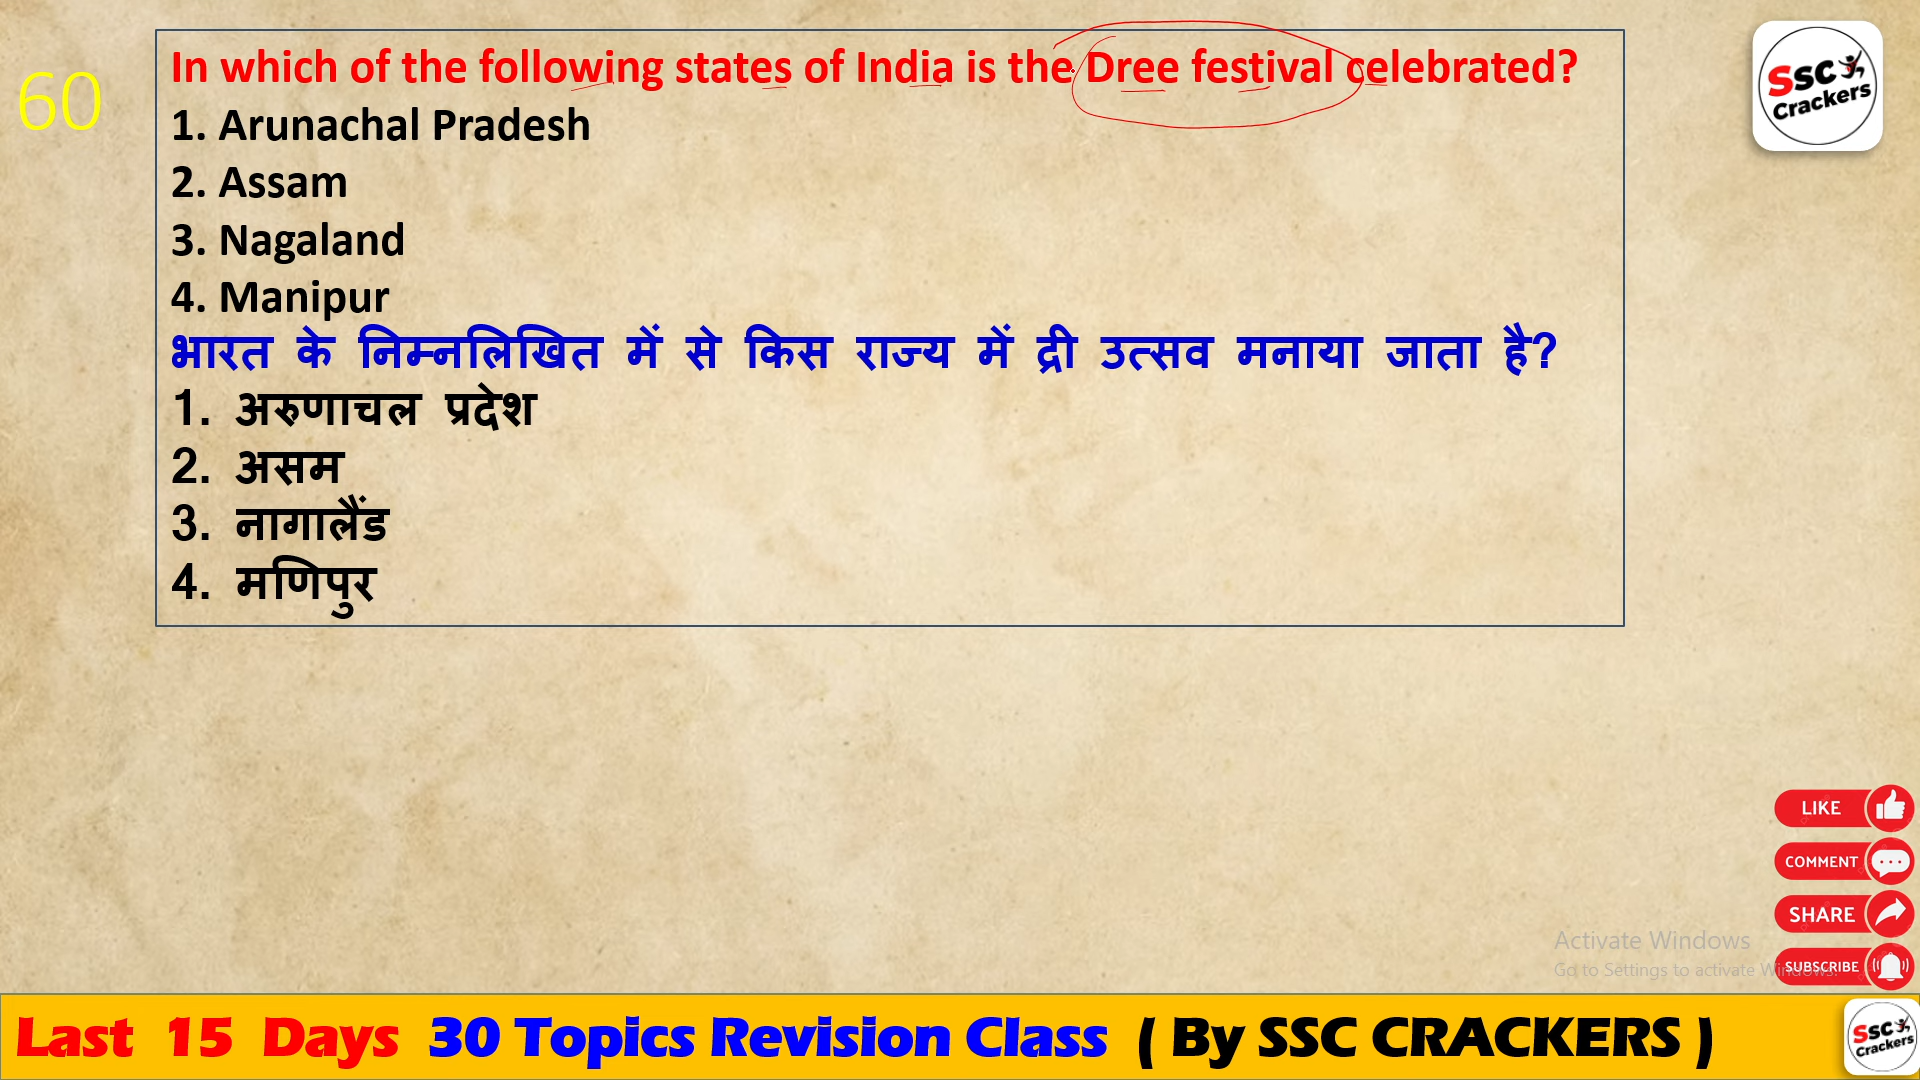 60
In which of the following states of India is the Dree festival celebrated?
1. Arunachal Pradesh
2. Assam
3. Nagaland
4. Manipur
भारत के निम्नलिखित में से किस राज्य में द्री उत्सव मनाया जाता है?
1. अरुणाचल प्रदेश
2. असम
3. नागालैंड
4. मणिपुर
SSC
Crackers
LIKE
COMMENT
SHARE
SUBSCRIBE
Activate Windows
Go to Settings to activate Windows.
Last 15 Days 30 Topics Revision Class ( By SSC CRACKERS )
SSC
Crackers